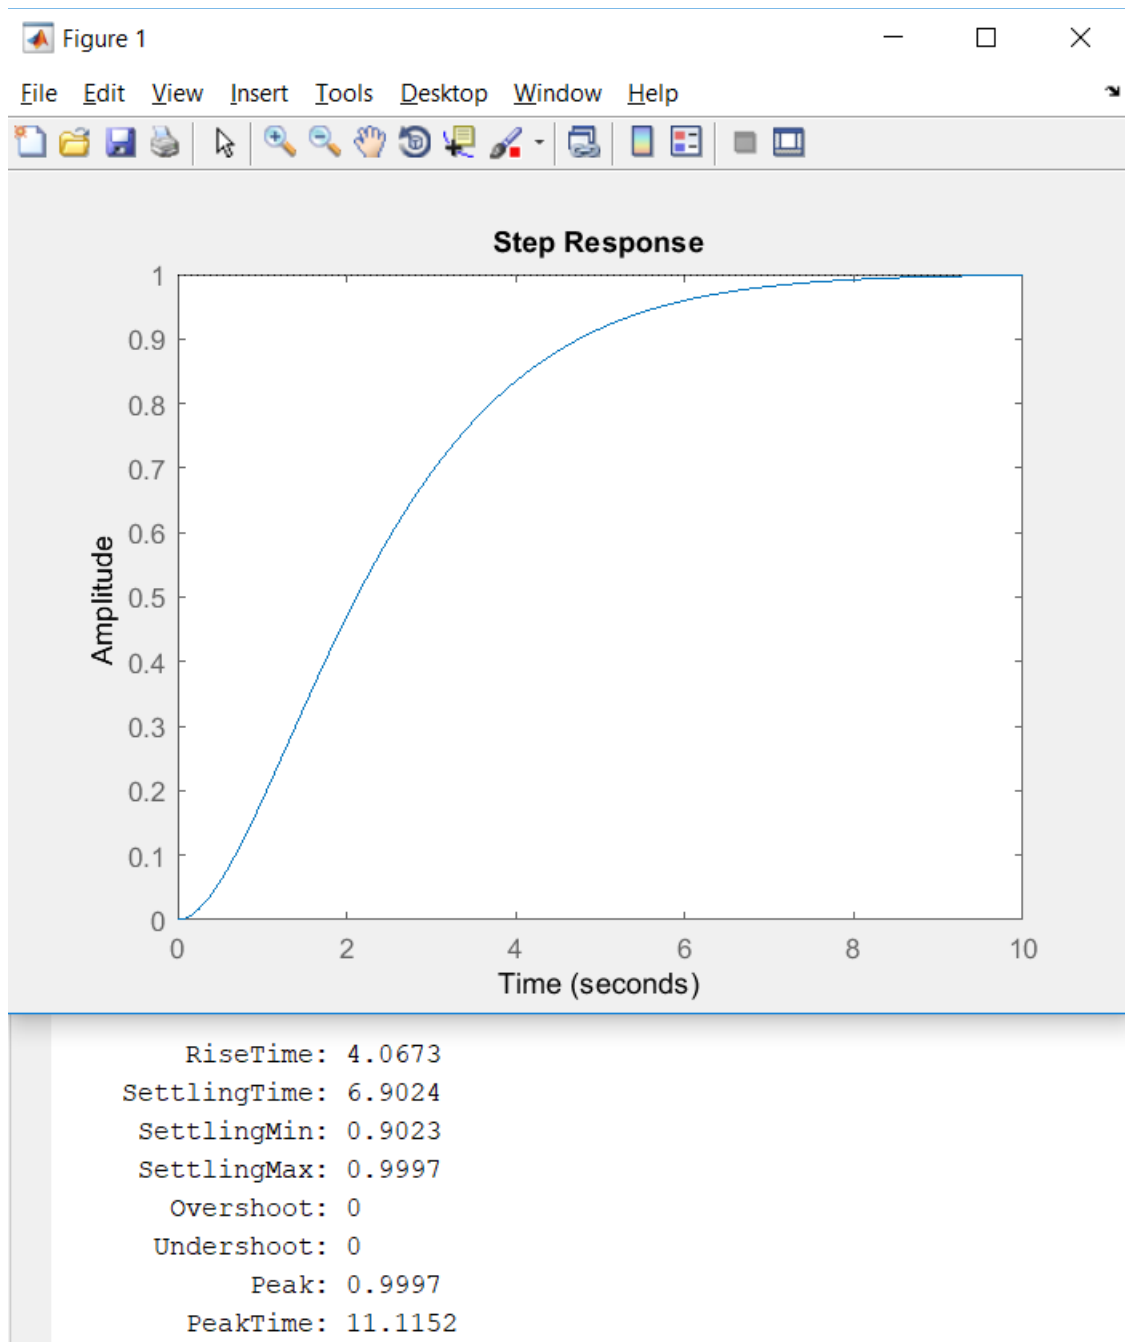 Figure 1
File Edit View Insert Tools Desktop Window Help
Step Response
1
0.9
0.8
0.7
0.6
0.5
0.4
0.3
0.2
0.1
0
Amplitude
0 2 4 6 8 10
Time (seconds)
RiseTime: 4.0673
SettlingTime: 6.9024
SettlingMin: 0.9023
SettlingMax: 0.9997
Overshoot: 0
Undershoot: 0
Peak: 0.9997
PeakTime: 11.1152